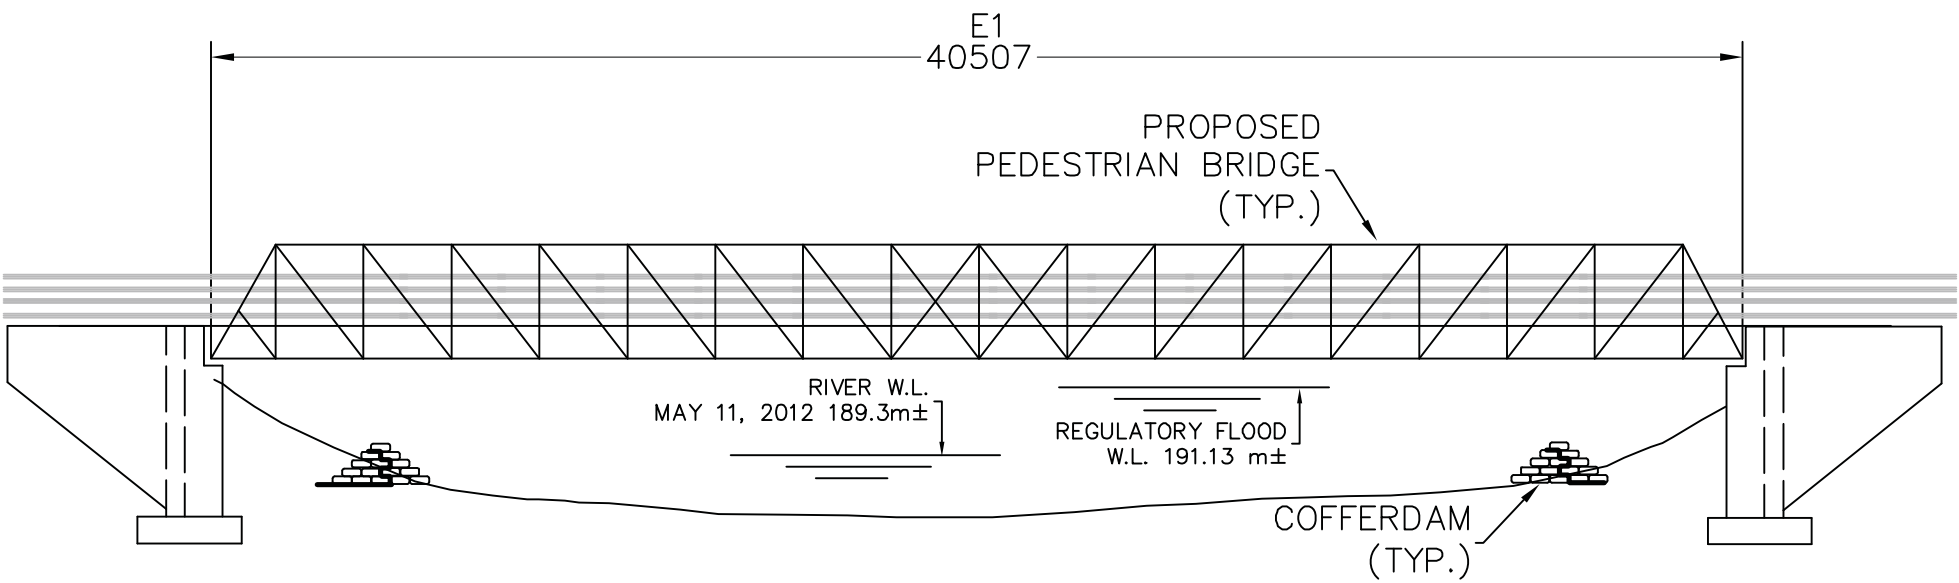 E1
40507
PROPOSED
PEDESTRIAN BRIDGE
(TYP.)
RIVER W.L.
MAY 11, 2012 189.3m±
REGULATORY FLOOD
W.L. 191.13 m±
COFFERDAM
(TYP.)